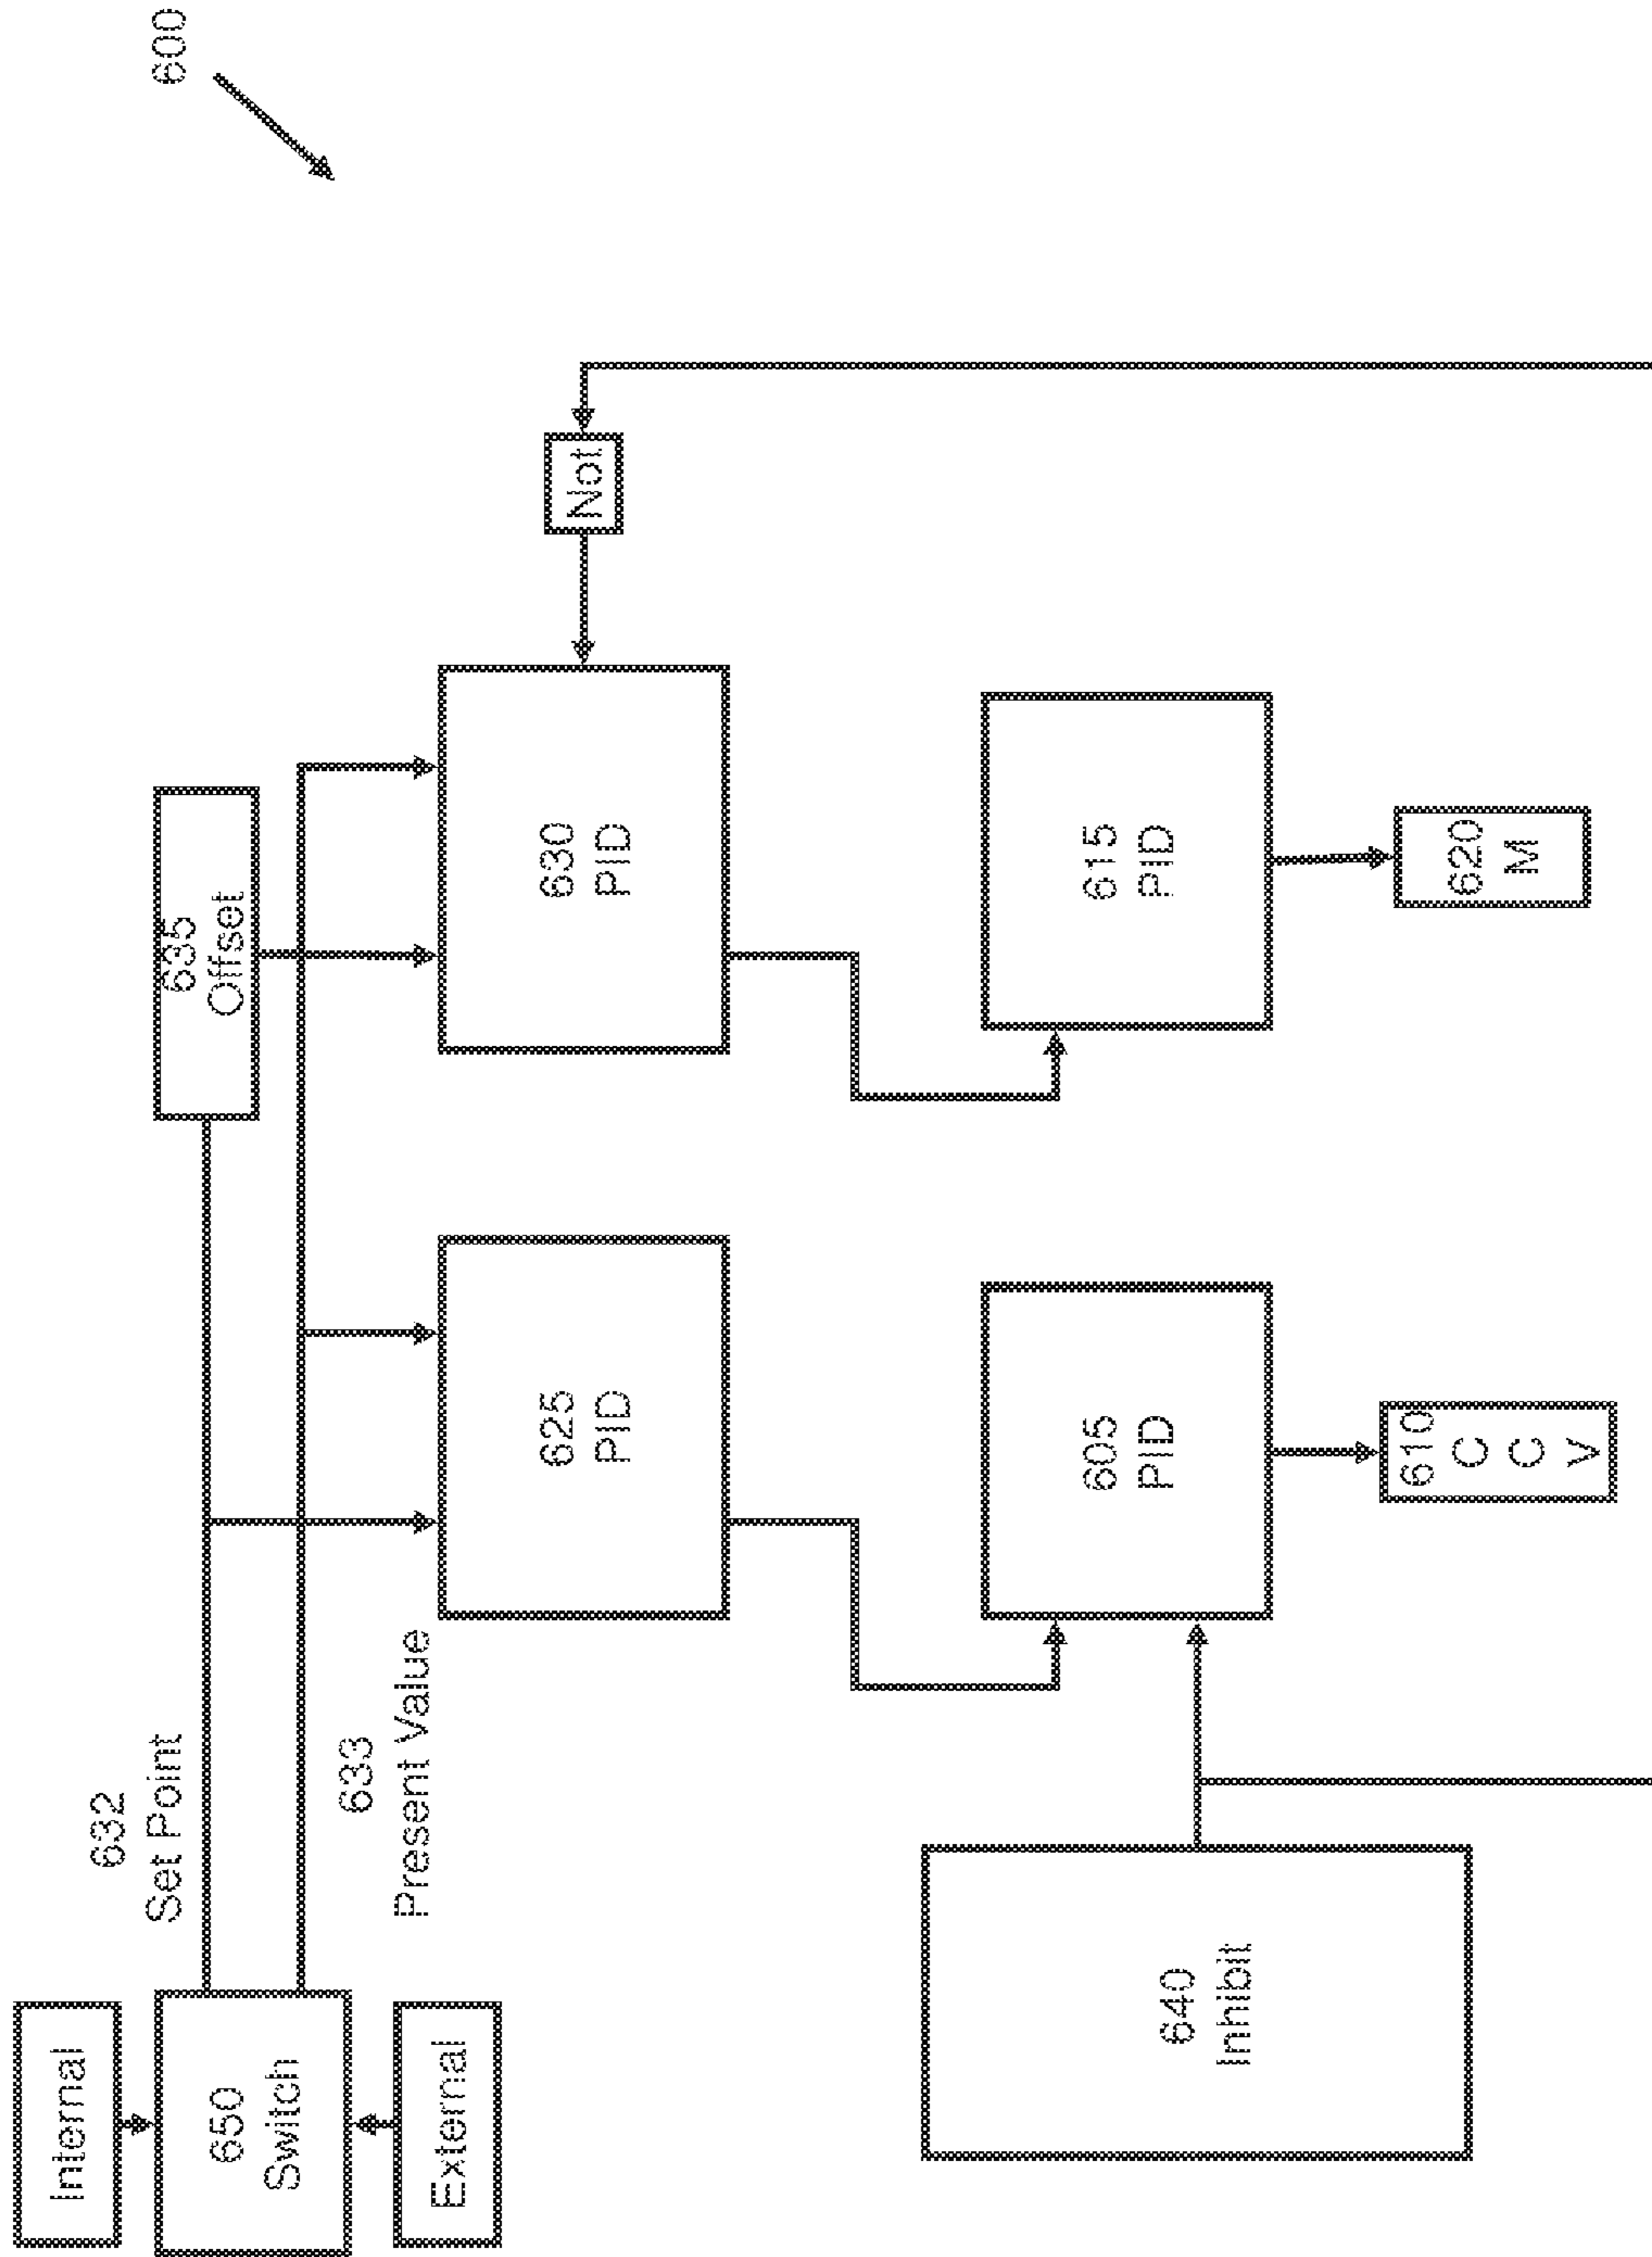 600
Internal
650
Switch
External
632
Set Point
633
Present Value
635
Offset
625
PID
630
PID
Not
640
Inhibit
605
PID
615
PID
610
C
C
V
620
M